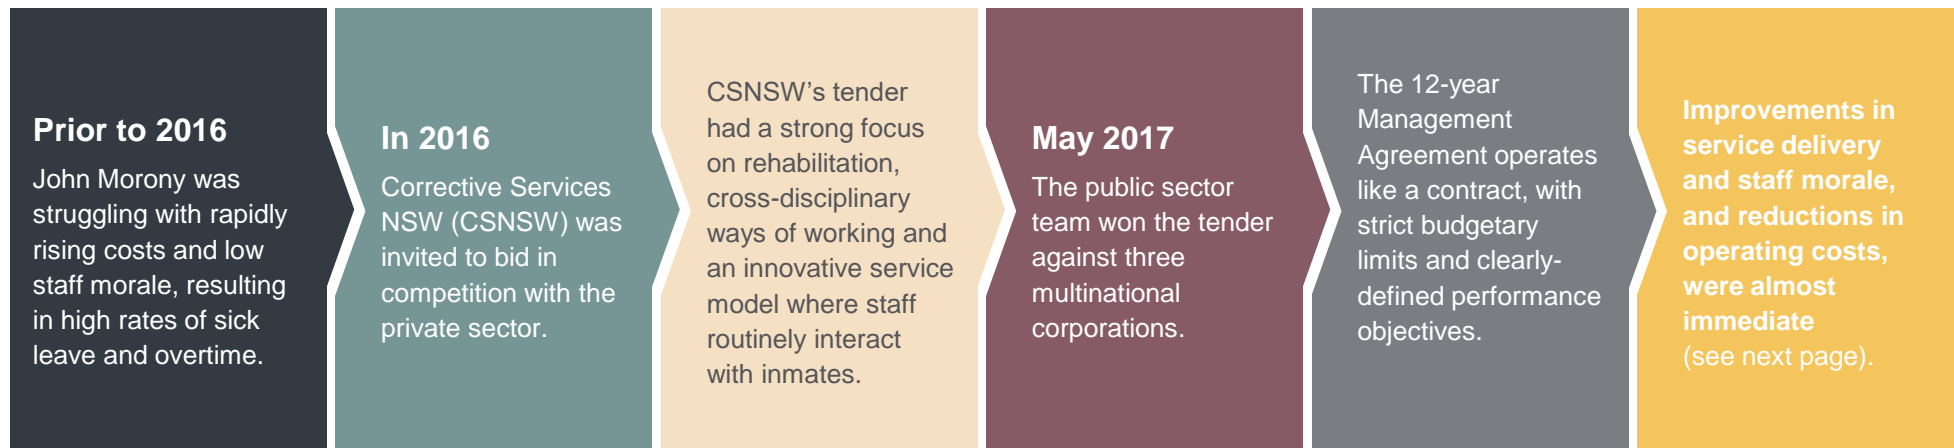 Prior to 2016
John Morony was
struggling with rapidly
rising costs and low
staff morale, resulting
in high rates of sick
leave and overtime.
In 2016
Corrective Services
NSW (CSNSW) was
invited to bid in
competition with the
private sector.
CSNSW’s tender
had a strong focus
on rehabilitation,
cross-disciplinary
ways of working and
an innovative service
model where staff
routinely interact
with inmates.
May 2017
The public sector
team won the tender
against three
multinational
corporations.
The 12-year
Management
Agreement operates
like a contract, with
strict budgetary
limits and clearly-
defined performance
objectives.
Improvements in
service delivery
and staff morale,
and reductions in
operating costs,
were almost
immediate
(see next page).